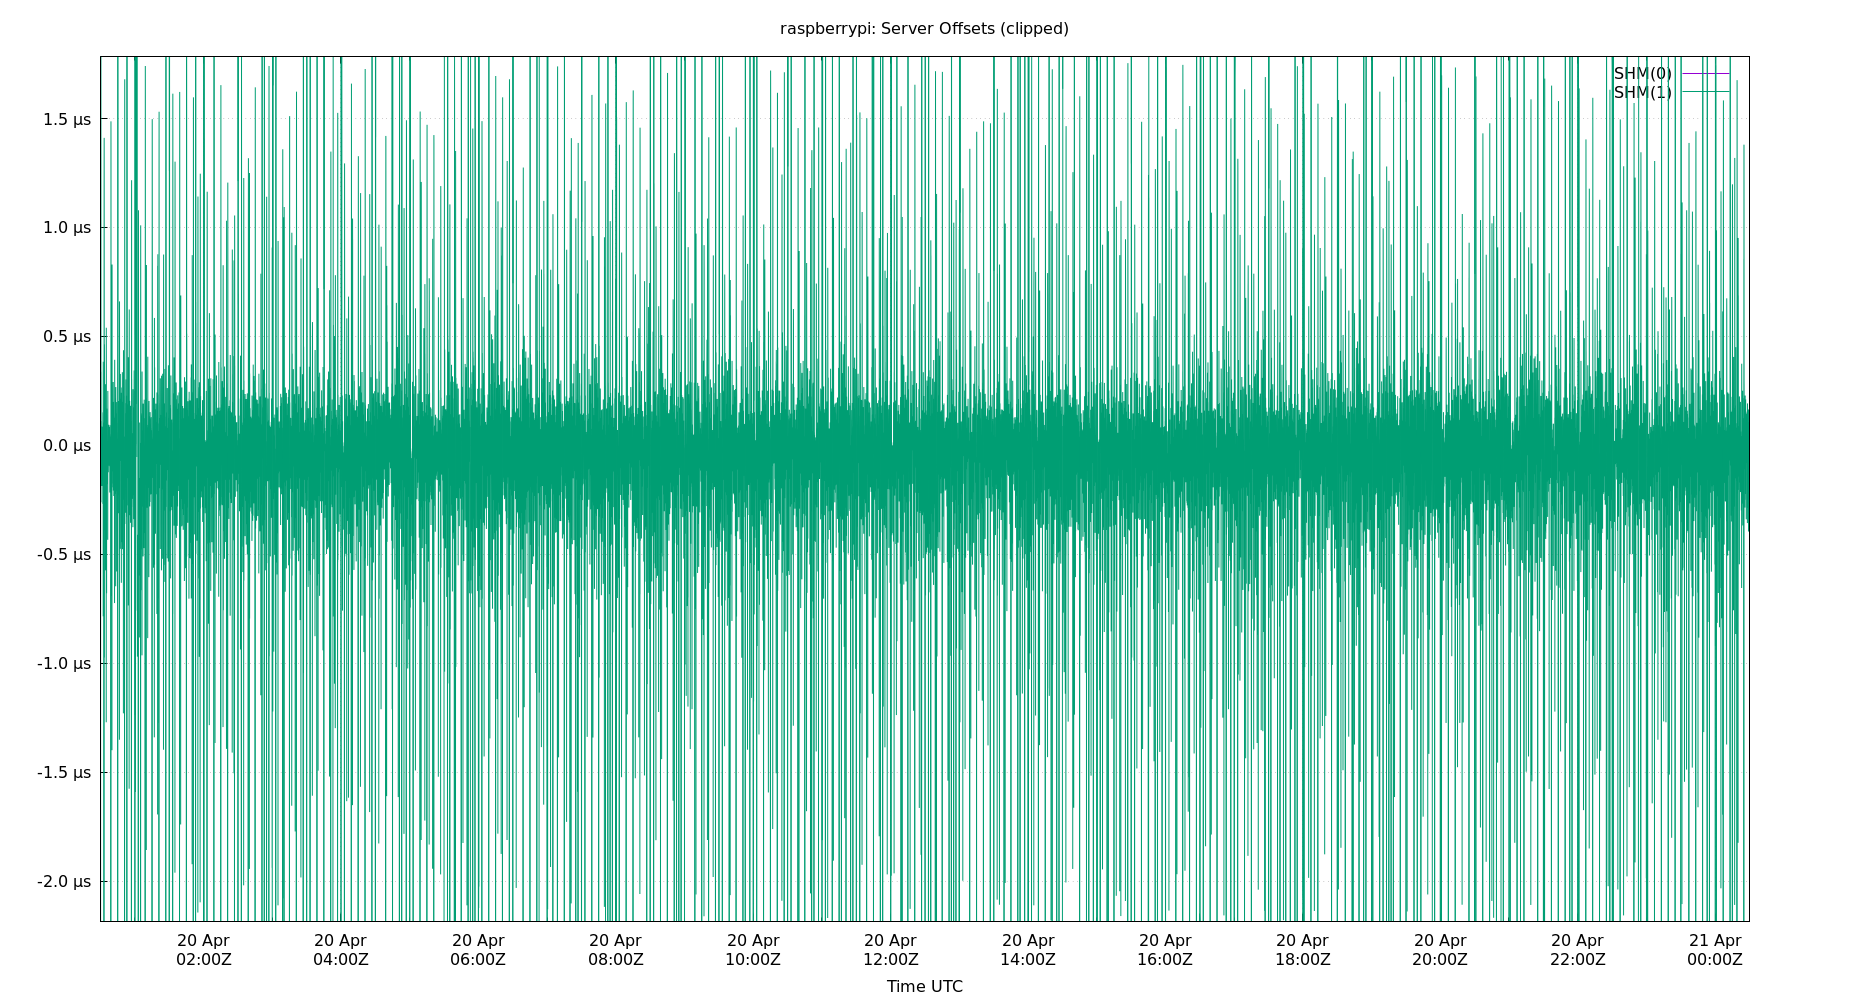 raspberrypi: Server Offsets (clipped)
SHM(0)
SHM(1)
1.5 µs
1.0 µs
0.5 µs
0.0 µs
-0.5 µs
-1.0 µs
-1.5 µs
-2.0 µs
20 Apr 20 Apr 20 Apr 20 Apr 20 Apr 20 Apr 20 Apr 20 Apr 20 Apr 20 Apr 20 Apr 21 Apr
02:00Z 04:00Z 06:00Z 08:00Z 10:00Z 12:00Z 14:00Z 16:00Z 18:00Z 20:00Z 22:00Z 00:00Z
Time UTC